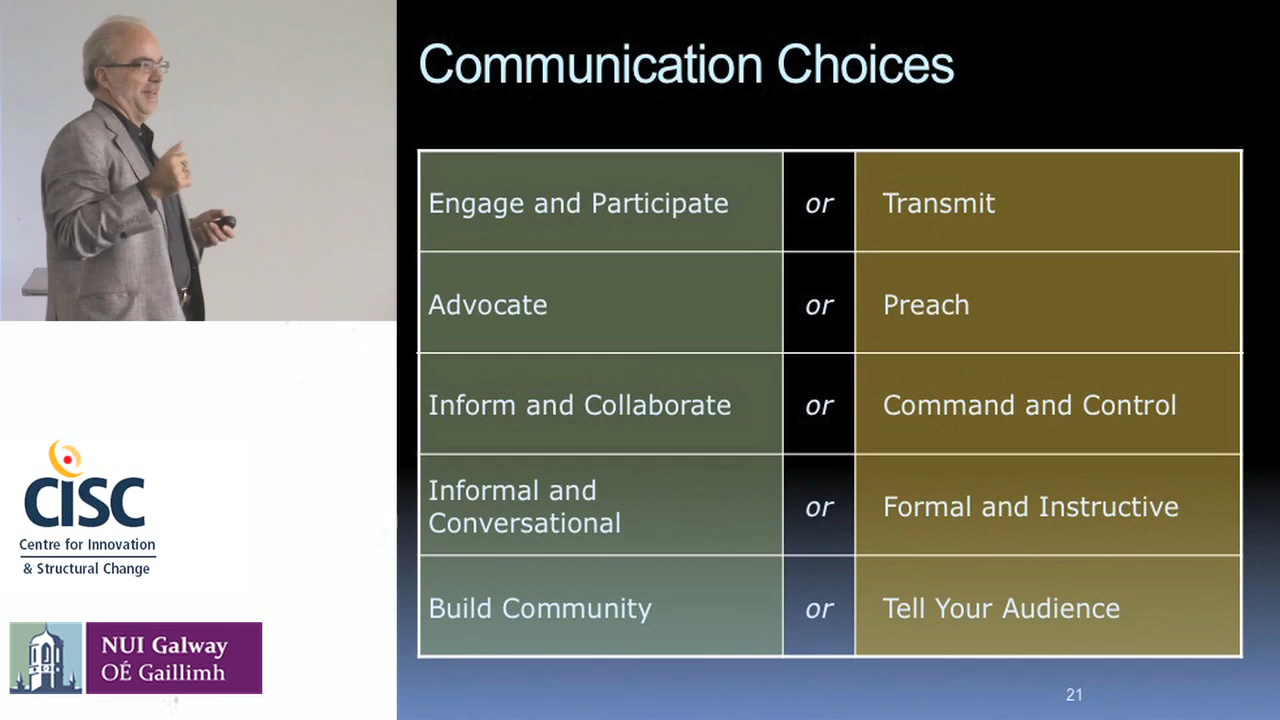 Communication Choices
Engage and Participate or Transmit
Advocate or Preach
Inform and Collaborate or Command and Control
Informal and
Conversational or Formal and Instructive
Build Community or Tell Your Audience
21
CISC
Centre for Innovation
& Structural Change
NUI Galway
OÉ Gaillimh